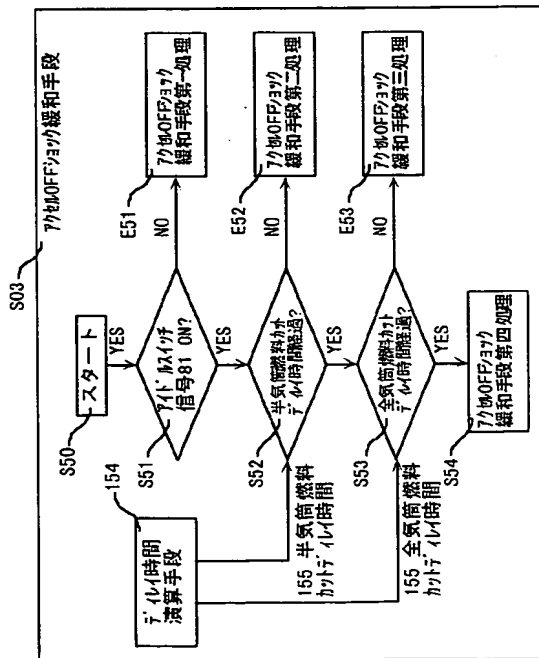 S03
アクセルOFFショック緩和手段
S50
スタート
YES
S51
アイドルスイッチ
信号81 ON?
NO
E51
アクセルOFFショック
緩和手段第一処理
YES
154
ディレイ時間
演算手段
S52
半気筒燃料カット
ディレイ時間経過?
NO
E52
アクセルOFFショック
緩和手段第二処理
155 半気筒燃料
カットディレイ時間
YES
S53
全気筒燃料カット
ディレイ時間経過?
NO
E53
アクセルOFFショック
緩和手段第三処理
155 全気筒燃料
カットディレイ時間
YES
S54
アクセルOFFショック
緩和手段第四処理